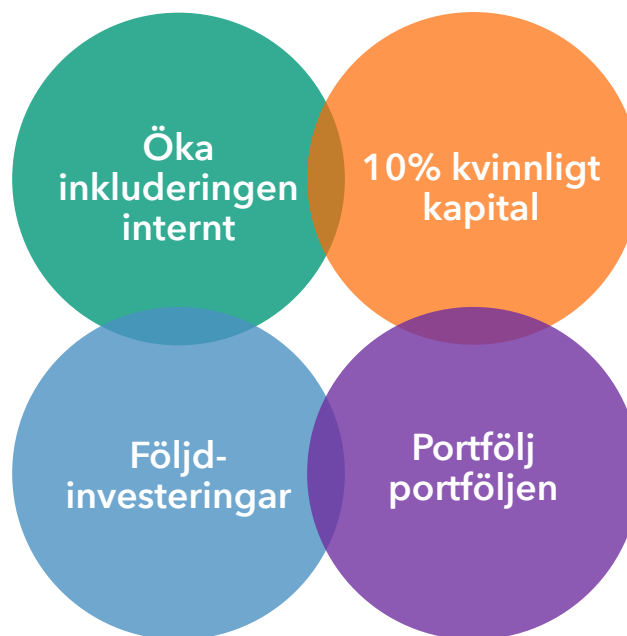 Öka
inkluderingen
internt
10% kvinnligt
kapital
Följd-
investeringar
Portfölj
portföljen